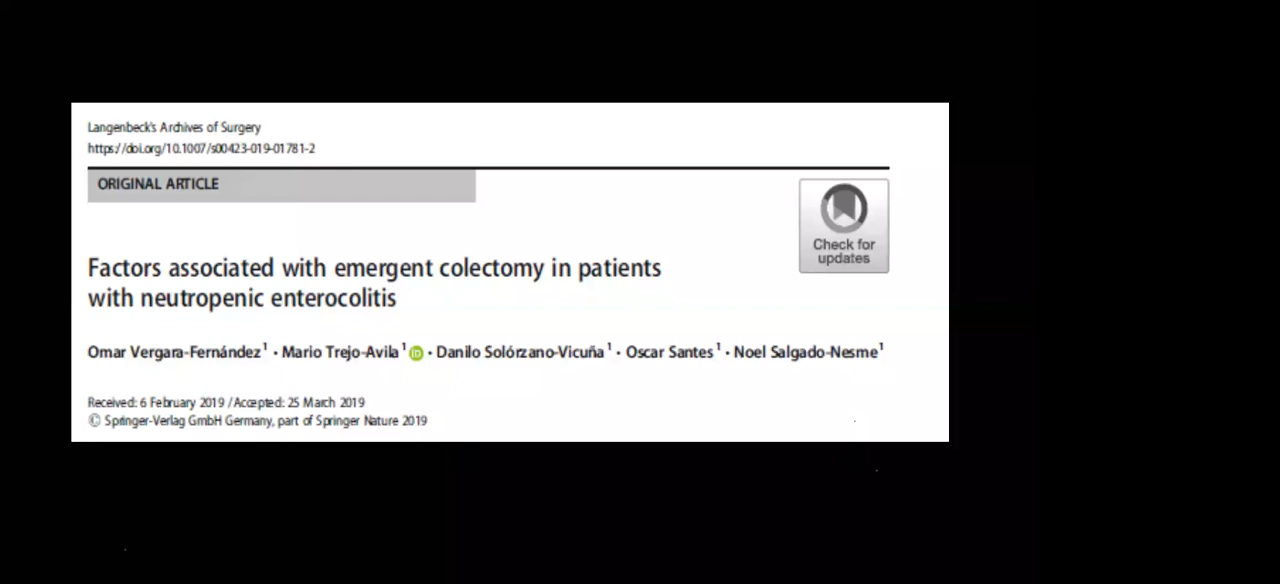 Langenbeck's Archives of Surgery
https://doi.org/10.1007/s00423-019-01781-2
ORIGINAL ARTICLE
Check for
updates
Factors associated with emergent colectomy in patients
with neutropenic enterocolitis
Omar Vergara-Fernández1 · Mario Trejo-Avila1 iD · Danilo Solórzano-Vicuña1 · Oscar Santes1 · Noel Salgado-Nesme1
Received: 6 February 2019 / Accepted: 25 March 2019
© Springer-Verlag GmbH Germany, part of Springer Nature 2019